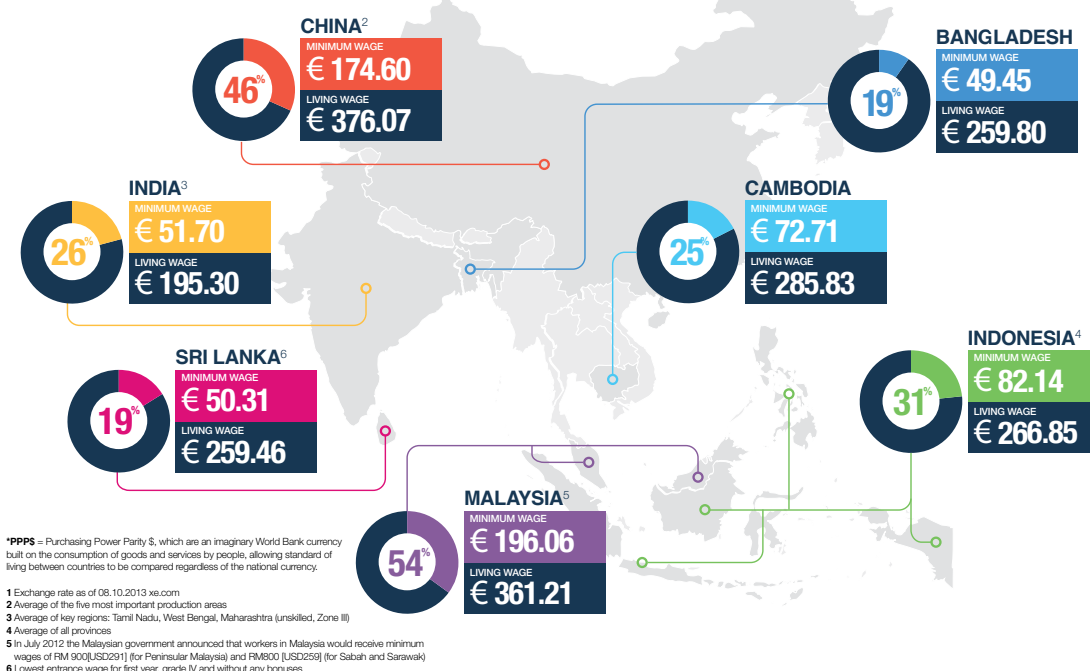 CHINA2
MINIMUM WAGE
€ 174.60
46%
LIVING WAGE
€ 376.07
BANGLADESH
MINIMUM WAGE
€ 49.45
19%
LIVING WAGE
€ 259.80
INDIA3
MINIMUM WAGE
€ 51.70
26%
LIVING WAGE
€ 195.30
CAMBODIA
MINIMUM WAGE
€ 72.71
25%
LIVING WAGE
€ 285.83
SRI LANKA6
MINIMUM WAGE
€ 50.31
19%
LIVING WAGE
€ 259.46
INDONESIA4
MINIMUM WAGE
€ 82.14
31%
LIVING WAGE
€ 266.85
MALAYSIA5
MINIMUM WAGE
€ 196.06
54%
LIVING WAGE
€ 361.21
*PPP$ = Purchasing Power Parity $, which are an imaginary World Bank currency
built on the consumption of goods and services by people, allowing standard of
living between countries to be compared regardless of the national currency.
1 Exchange rate as of 08.10.2013 xe.com
2 Average of the five most important production areas
3 Average of key regions: Tamil Nadu, West Bengal, Maharashtra (unskilled, Zone III)
4 Average of all provinces
5 In July 2012 the Malaysian government announced that workers in Malaysia would receive minimum
wages of RM 900[USD291] (for Peninsular Malaysia) and RM800 [USD259] (for Sabah and Sarawak)
6 Lowest entrance wage for first year, grade IV and without any bonuses